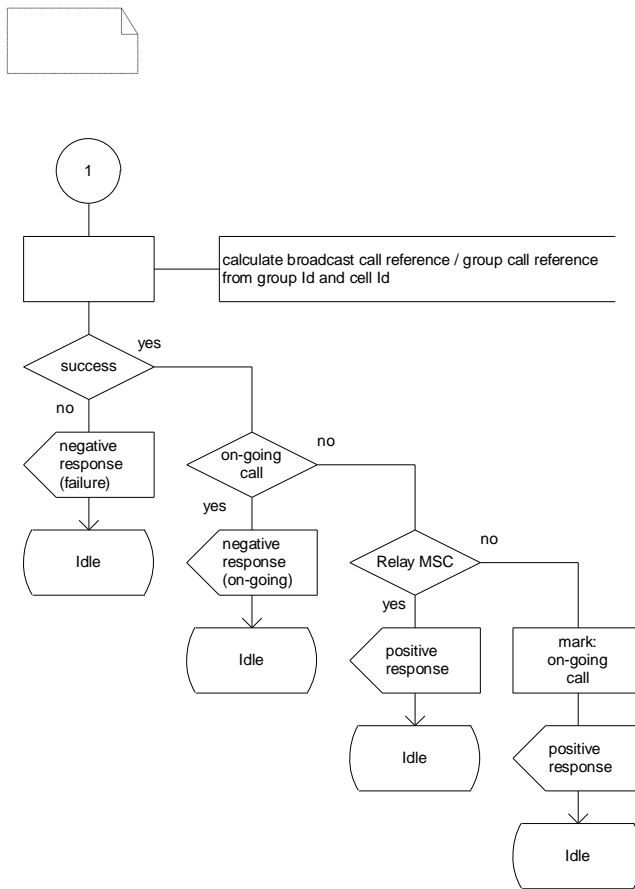 1
calculate broadcast call reference / group call reference
from group Id and cell Id
yes
success
no
negative
response
(failure)
Idle
on-going
call
no
yes
negative
response
(on-going)
Idle
Relay MSC
no
yes
positive
response
Idle
mark:
on-going
call
positive
response
Idle